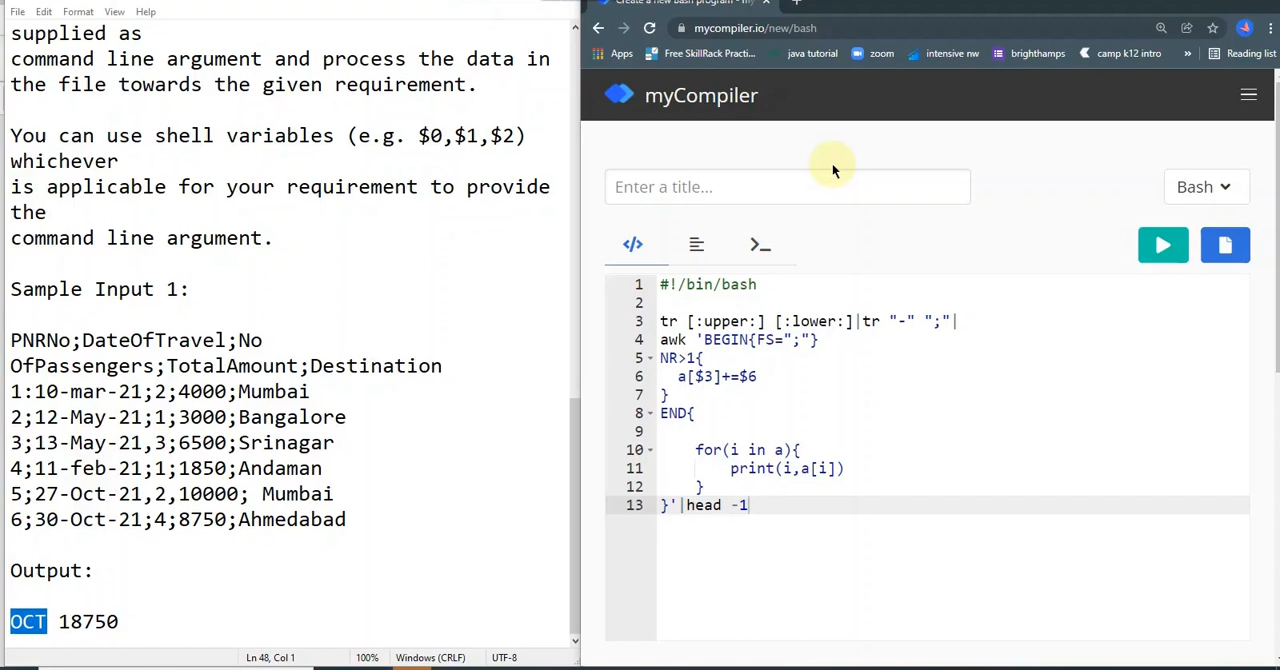 File Edit Format View Help
supplied as
command line argument and process the data in
the file towards the given requirement.
You can use shell variables (e.g. $0,$1,$2)
whichever
is applicable for your requirement to provide
the
command line argument.
Sample Input 1:
PNRNo;DateOfTravel;No
OfPassengers;TotalAmount;Destination
1:10-mar-21;2;4000;Mumbai
2;12-May-21;1;3000;Bangalore
3;13-May-21,3;6500;Srinagar
4;11-feb-21;1;1850;Andaman
5;27-Oct-21,2,10000; Mumbai
6;30-Oct-21;4;8750;Ahmedabad
Output:
OCT 18750
Ln 48, Col 1 100% Windows (CRLF) UTF-8
Create a new bash program - my
mycompiler.io/new/bash
Apps Free SkillRack Practi... java tutorial zoom intensive nw brighthamps camp k12 intro » Reading list
myCompiler
Enter a title... Bash
1 #!/bin/bash
2
3 tr [:upper:] [:lower:]|tr "-" ";"|
4 awk 'BEGIN{FS=";"}
5 NR>1{
6 a[$3]+=$6
7 }
8 END{
9
10 for(i in a){
11 print(i,a[i])
12 }
13 }'|head -1